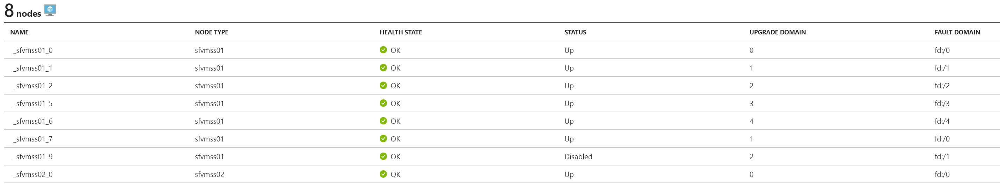 8 nodes
NAME NODE TYPE HEALTH STATE STATUS UPGRADE DOMAIN FAULT DOMAIN
_sfvmss01_0 sfvmss01 OK Up 0 fd:/0
_sfvmss01_1 sfvmss01 OK Up 1 fd:/1
_sfvmss01_2 sfvmss01 OK Up 2 fd:/2
_sfvmss01_5 sfvmss01 OK Up 3 fd:/3
_sfvmss01_6 sfvmss01 OK Up 4 fd:/4
_sfvmss01_7 sfvmss01 OK Up 1 fd:/0
_sfvmss01_9 sfvmss01 OK Disabled 2 fd:/1
_sfvmss02_0 sfvmss02 OK Up 0 fd:/0